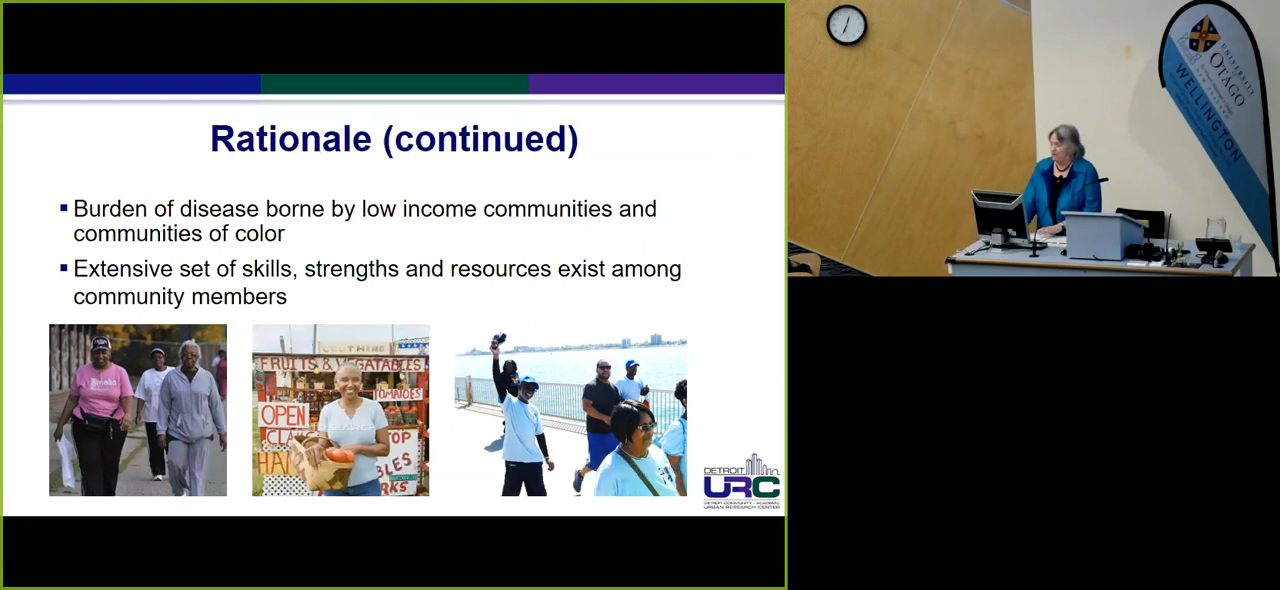 Rationale (continued)
Burden of disease borne by low income communities and
communities of color
Extensive set of skills, strengths and resources exist among
community members
FRUITS & VEGATABLES
TOMATOES
OPEN
DETROIT
URC
DETROIT COMMUNITY - ACADEMIC
URBAN RESEARCH CENTER
UNIVERSITY
OTAGO
WELLINGTON